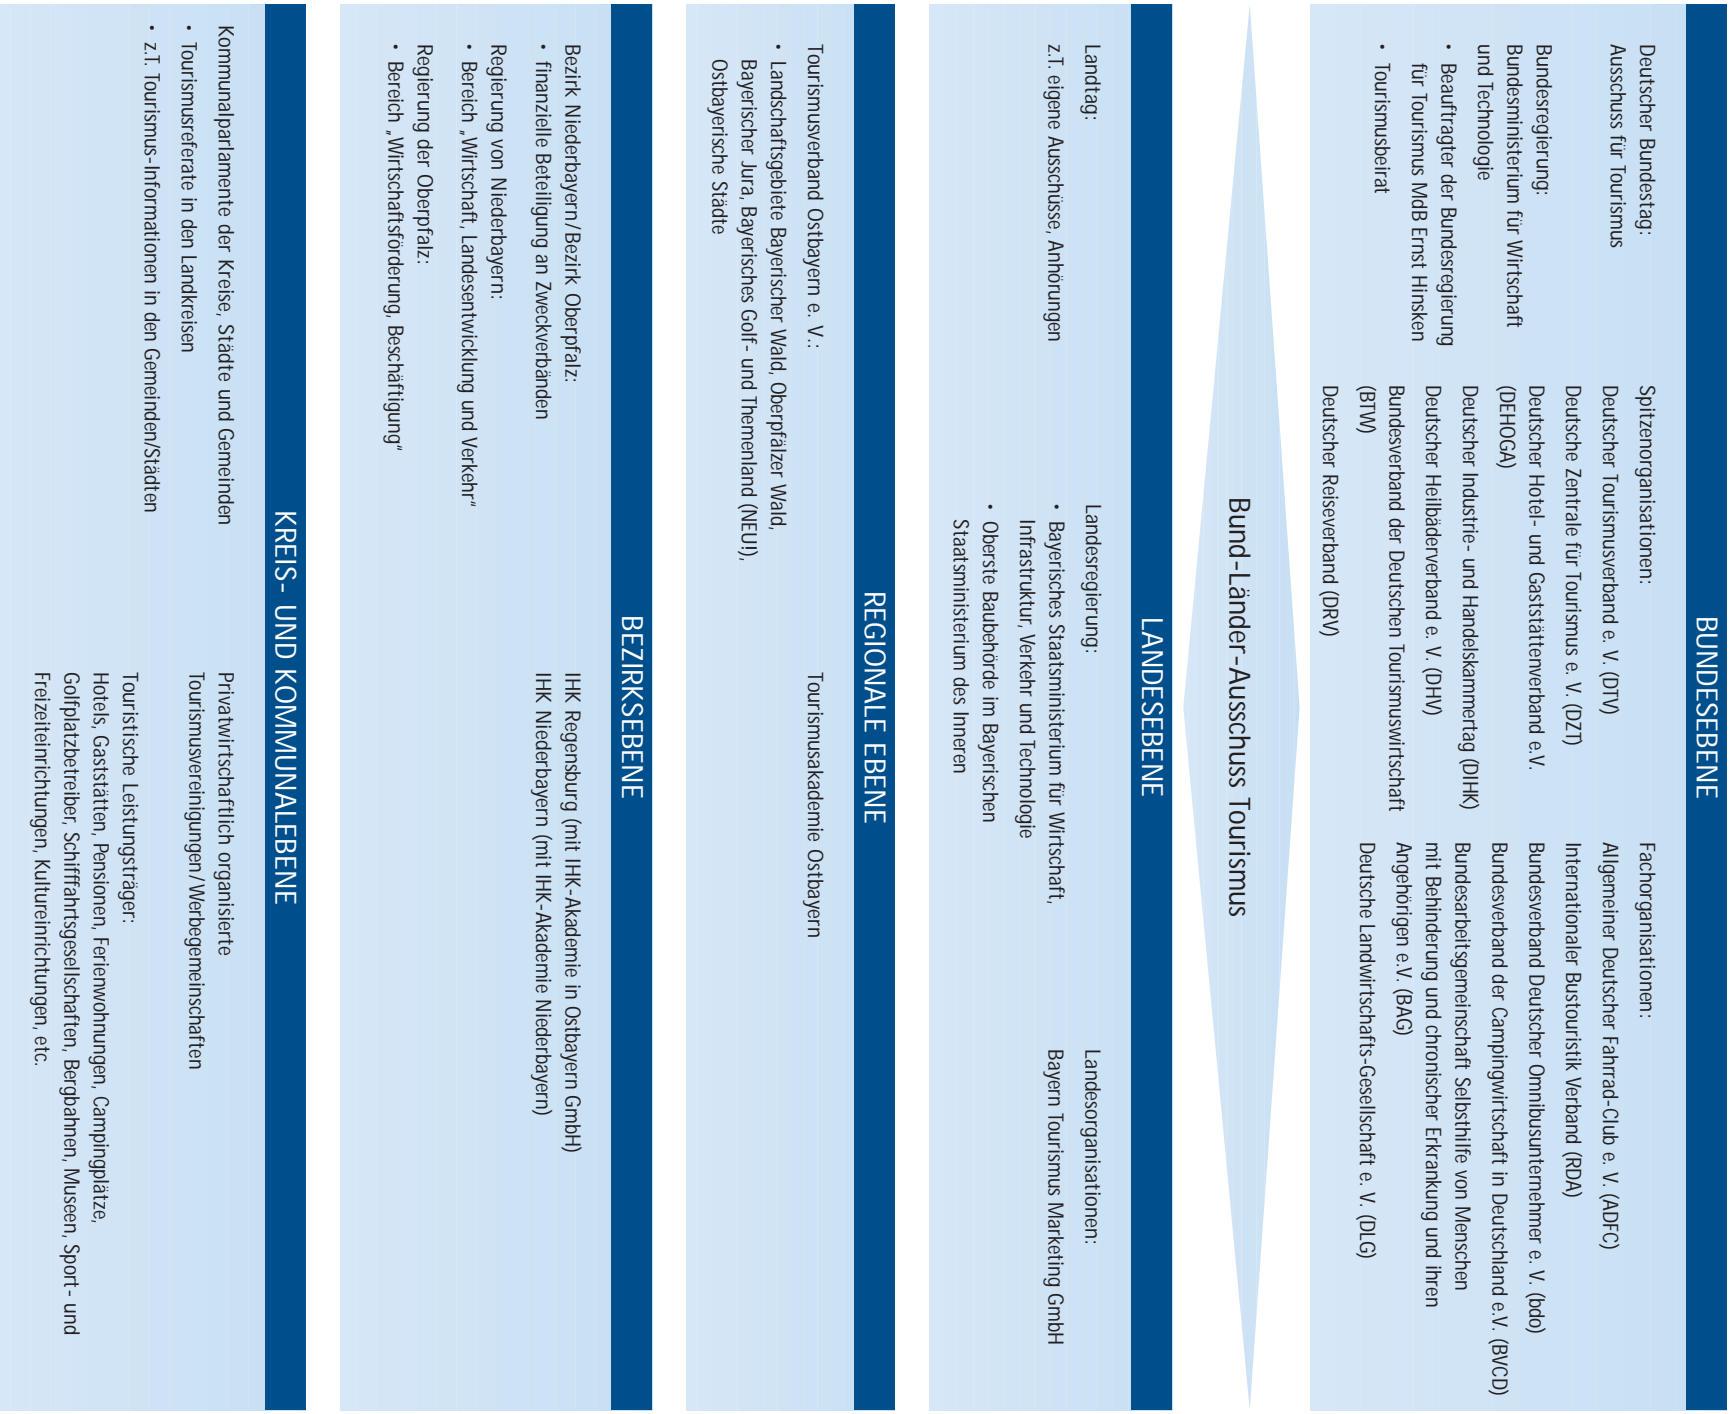 BUNDESEBENE
Deutscher Bundestag:
Ausschuss für Tourismus
Bundesregierung:
Bundesministerium für Wirtschaft
und Technologie
• Beauftragter der Bundesregierung
für Tourismus MdB Ernst Hinsken
• Tourismusbeirat
Spitzenorganisationen:
Deutscher Tourismusverband e. V. (DTV)
Deutsche Zentrale für Tourismus e. V. (DZT)
Deutscher Hotel- und Gaststättenverband e.V.
(DEHOGA)
Deutscher Industrie- und Handelskammertag (DIHK)
Deutscher Heilbäderverband e. V. (DHV)
Bundesverband der Deutschen Tourismuswirtschaft
(BTW)
Deutscher Reiseverband (DRV)
Fachorganisationen:
Allgemeiner Deutscher Fahrrad-Club e. V. (ADFC)
Internationaler Bustouristik Verband (RDA)
Bundesverband Deutscher Omnibusunternehmer e. V. (bdo)
Bundesverband der Campingwirtschaft in Deutschland e.V. (BVCD)
Bundesarbeitsgemeinschaft Selbsthilfe von Menschen
mit Behinderung und chronischer Erkrankung und ihren
Angehörigen e.V. (BAG)
Deutsche Landwirtschafts-Gesellschaft e. V. (DLG)
Bund-Länder-Ausschuss Tourismus
LANDESEBENE
Landtag:
z.T. eigene Ausschüsse, Anhörungen
Landesregierung:
• Bayerisches Staatsministerium für Wirtschaft,
Infrastruktur, Verkehr und Technologie
• Oberste Baubehörde im Bayerischen
Staatsministerium des Inneren
Landesorganisationen:
Bayern Tourismus Marketing GmbH
REGIONALE EBENE
Tourismusverband Ostbayern e. V.:
• Landschaftsgebiete Bayerischer Wald, Oberpfälzer Wald,
Bayerischer Jura, Bayerisches Golf- und Themenland (NEU!),
Ostbayerische Städte
Tourismusakademie Ostbayern
BEZIRKSEBENE
Bezirk Niederbayern/Bezirk Oberpfalz:
• finanzielle Beteiligung an Zweckverbänden
Regierung von Niederbayern:
• Bereich „Wirtschaft, Landesentwicklung und Verkehr“
Regierung der Oberpfalz:
• Bereich „Wirtschaftsförderung, Beschäftigung“
IHK Regensburg (mit IHK-Akademie in Ostbayern GmbH)
IHK Niederbayern (mit IHK-Akademie Niederbayern)
KREIS- UND KOMMUNALEBENE
Kommunalparlamente der Kreise, Städte und Gemeinden
• Tourismusreferate in den Landkreisen
• z.T. Tourismus-Informationen in den Gemeinden/Städten
Privatwirtschaftlich organisierte
Tourismusvereinigungen/Werbegemeinschaften
Touristische Leistungsträger:
Hotels, Gaststätten, Pensionen, Ferienwohnungen, Campingplätze,
Golfplatzbetreiber, Schifffahrtsgesellschaften, Bergbahnen, Museen, Sport- und
Freizeiteinrichtungen, Kultureinrichtungen, etc.